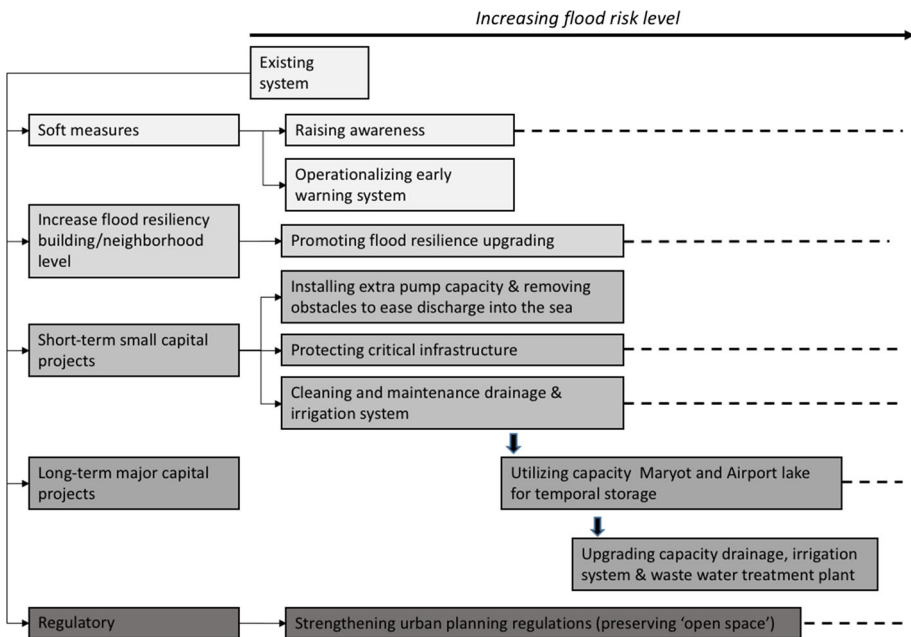 Increasing flood risk level
Existing
system
Soft measures
Raising awareness
Operationalizing early
warning system
Increase flood resiliency
building/neighborhood
level
Promoting flood resilience upgrading
Installing extra pump capacity & removing
obstacles to ease discharge into the sea
Short-term small capital
projects
Protecting critical infrastructure
Cleaning and maintenance drainage &
irrigation system
Long-term major capital
projects
Utilizing capacity Maryot and Airport lake
for temporal storage
Upgrading capacity drainage, irrigation
system & waste water treatment plant
Regulatory
Strengthening urban planning regulations (preserving ‘open space’)